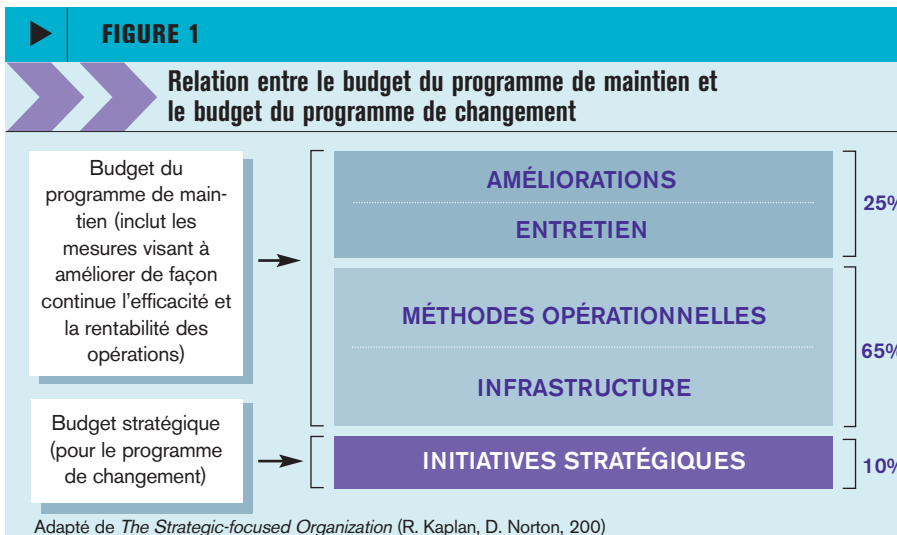 FIGURE 1
Relation entre le budget du programme de maintien et
le budget du programme de changement
Budget du
programme de main-
tien (inclut les
mesures visant à
améliorer de façon
continue l'efficacité et
la rentabilité des
opérations)
AMÉLIORATIONS
ENTRETIEN
25%
MÉTHODES OPÉRATIONNELLES
INFRASTRUCTURE
65%
Budget stratégique
(pour le programme
de changement)
INITIATIVES STRATÉGIQUES
10%
Adapté de The Strategic-focused Organization (R. Kaplan, D. Norton, 200)